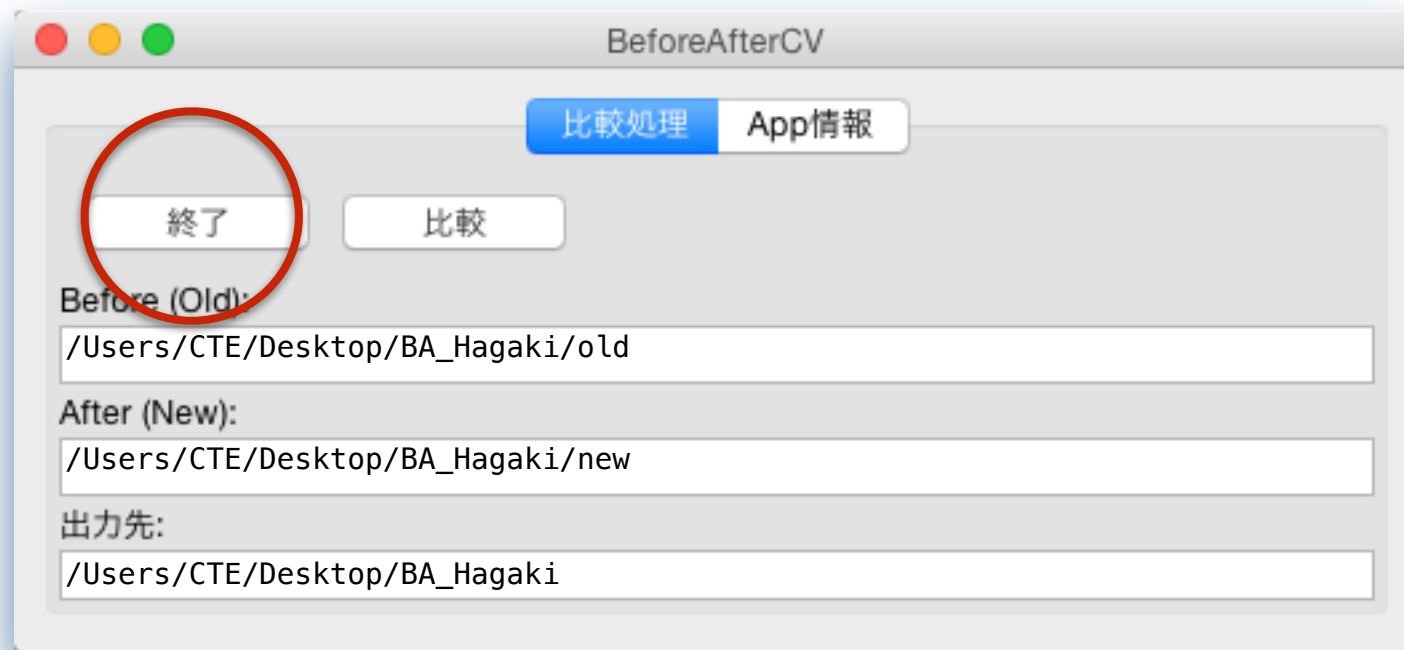 BeforeAfterCV
比較処理 App情報
終了 比較
Before (Old):
/Users/CTE/Desktop/BA_Hagaki/old
After (New):
/Users/CTE/Desktop/BA_Hagaki/new
出力先:
/Users/CTE/Desktop/BA_Hagaki